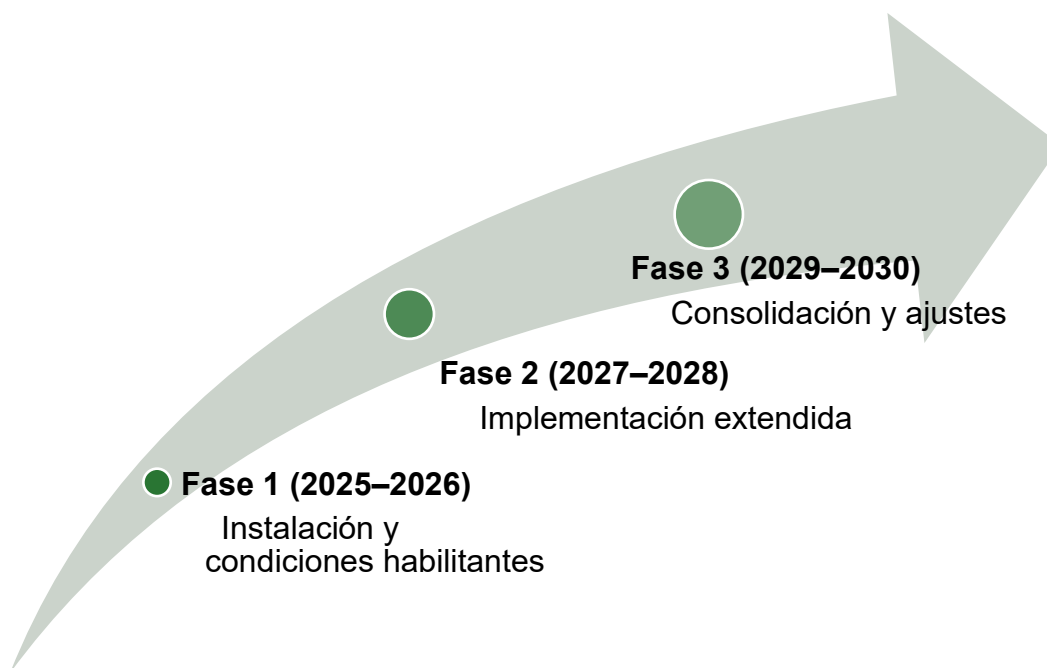 Fase 3 (2029–2030)
Consolidación y ajustes
Fase 2 (2027–2028)
Implementación extendida
Fase 1 (2025–2026)
Instalación y
condiciones habilitantes